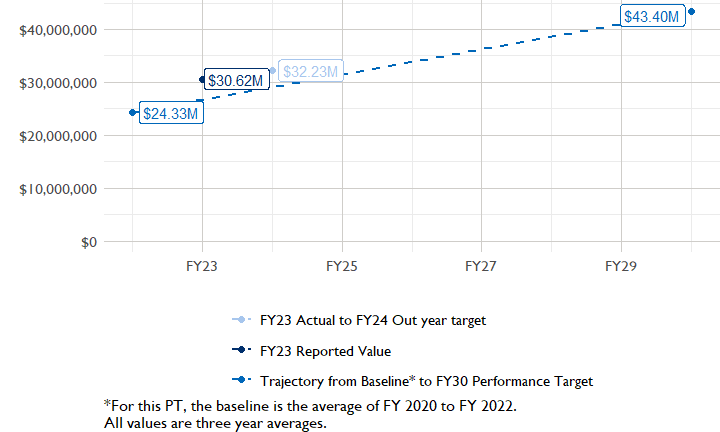 $43.40M
$40,000,000
$32.23M
$30.62M
$30,000,000
$24.33M
$20,000,000
$10,000,000
$0
FY23 FY25 FY27 FY29
FY23 Actual to FY24 Out year target
FY23 Reported Value
Trajectory from Baseline* to FY30 Performance Target
*For this PT, the baseline is the average of FY 2020 to FY 2022.
All values are three year averages.